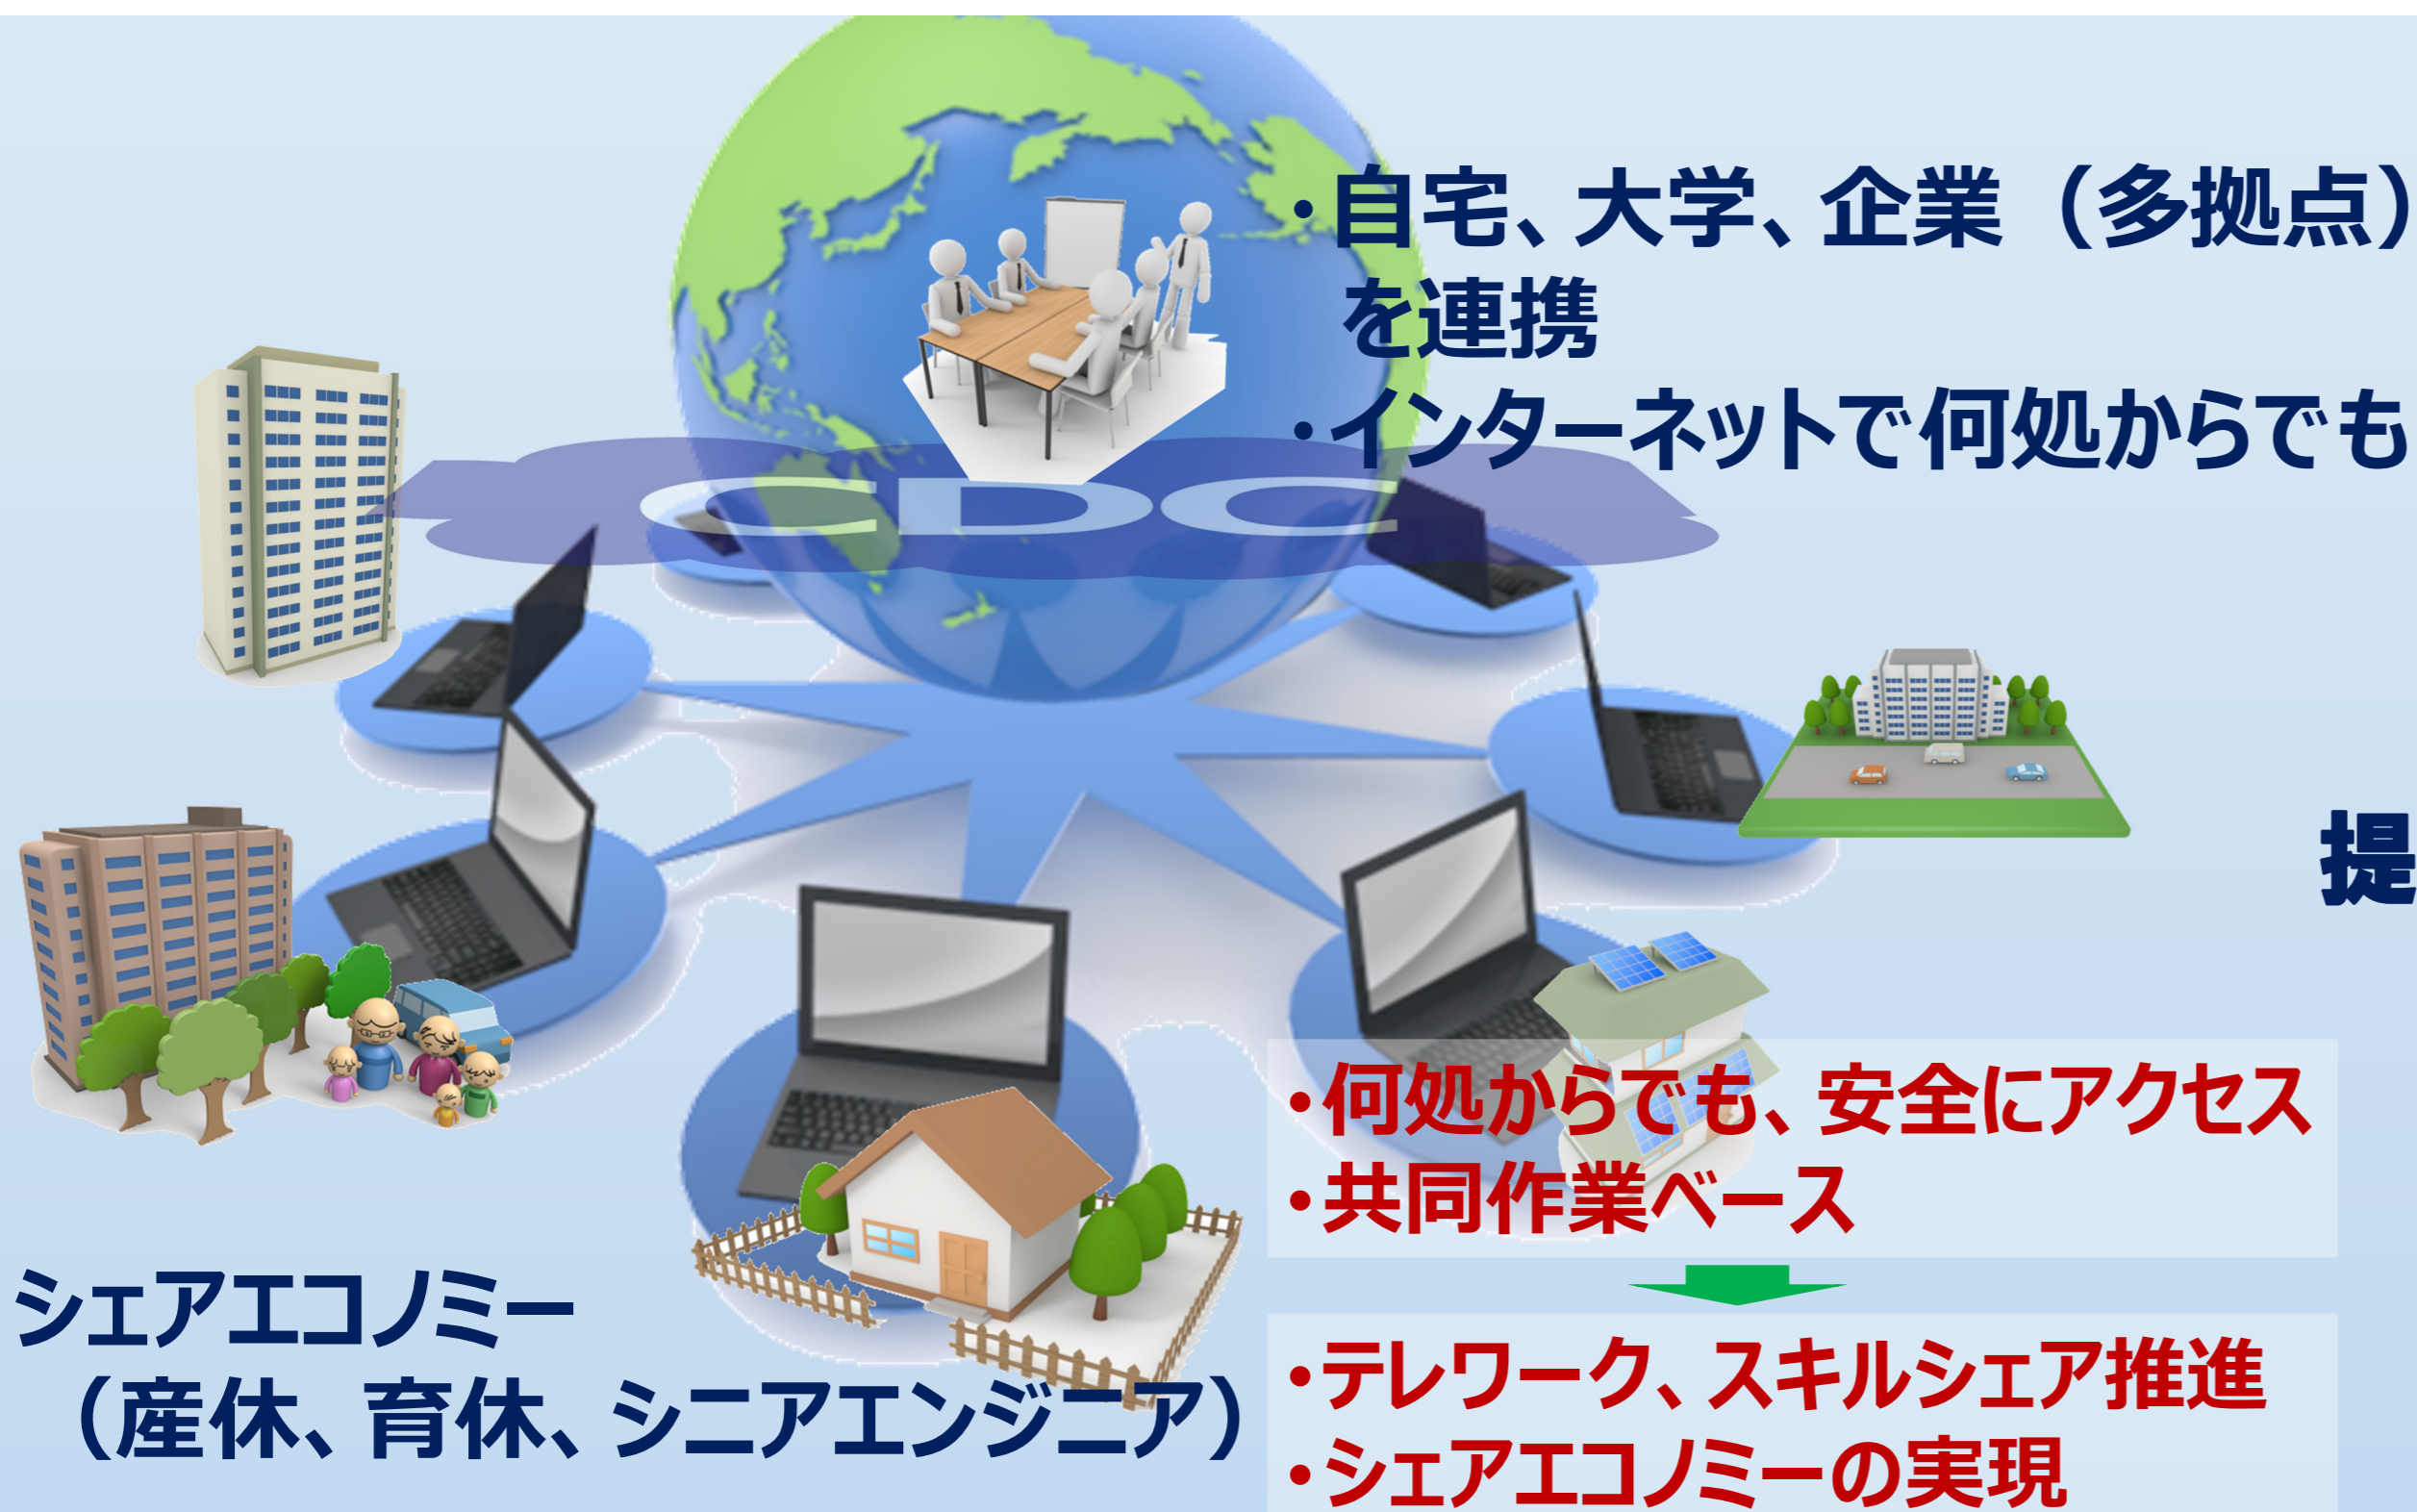 ・自宅、大学、企業（多拠点）
を連携
・インターネットで何処からでも
CDC
提
・何処からでも、安全にアクセス
・共同作業ベース
シェアエコノミー
（産休、育休、シニアエンジニア）
・テレワーク、スキルシェア推進
・シェアエコノミーの実現